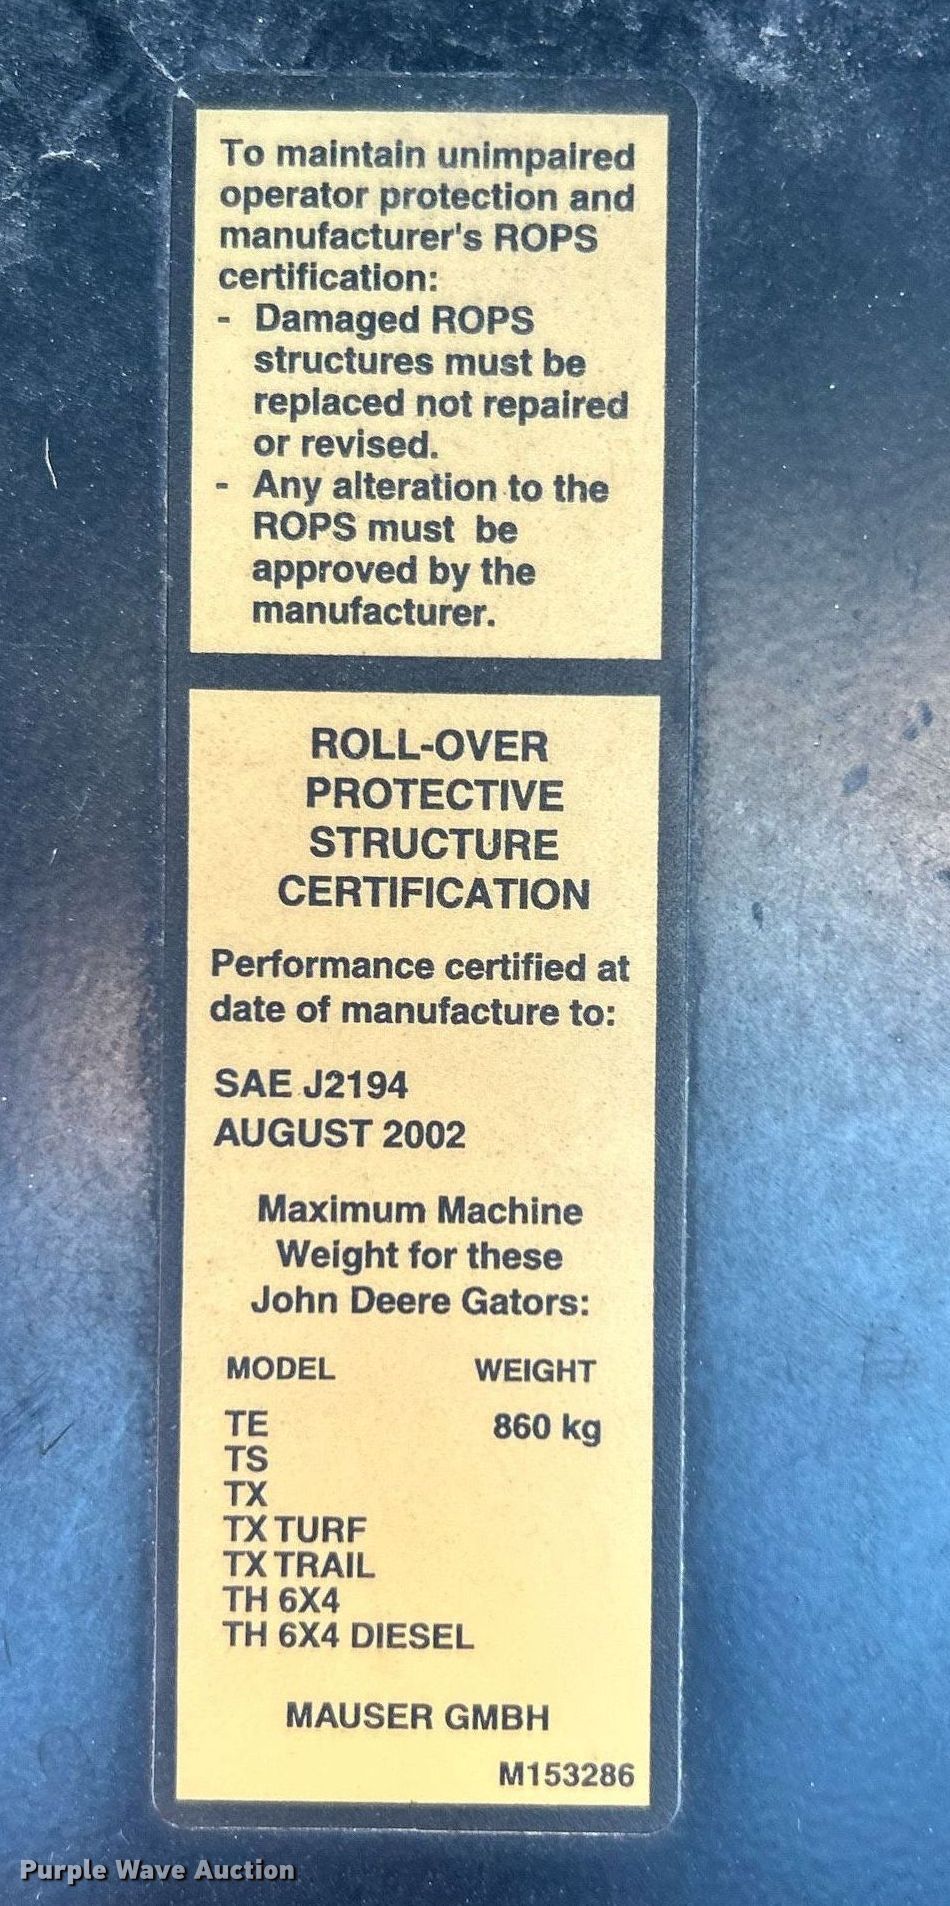 To maintain unimpaired
operator protection and
manufacturer's ROPS
certification:
- Damaged ROPS
structures must be
replaced not repaired
or revised.
- Any alteration to the
ROPS must be
approved by the
manufacturer.
ROLL-OVER
PROTECTIVE
STRUCTURE
CERTIFICATION
Performance certified at
date of manufacture to:
SAE J2194
AUGUST 2002
Maximum Machine
Weight for these
John Deere Gators:
MODEL WEIGHT
TE 860 kg
TS
TX
TX TURF
TX TRAIL
TH 6X4
TH 6X4 DIESEL
MAUSER GMBH
M153286
Purple Wave Auction